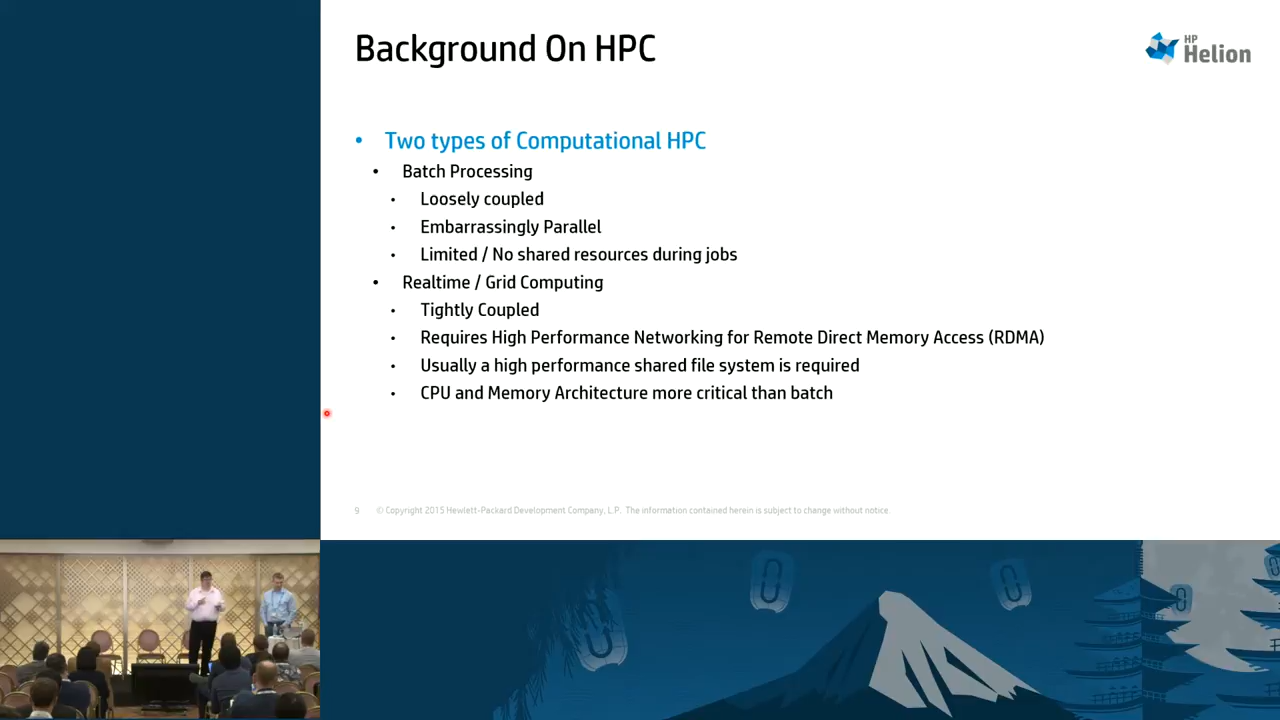 Background On HPC
HP
Helion
• Two types of Computational HPC
• Batch Processing
• Loosely coupled
• Embarrassingly Parallel
• Limited / No shared resources during jobs
• Realtime / Grid Computing
• Tightly Coupled
• Requires High Performance Networking for Remote Direct Memory Access (RDMA)
• Usually a high performance shared file system is required
• CPU and Memory Architecture more critical than batch
9 © Copyright 2015 Hewlett-Packard Development Company, L.P. The information contained herein is subject to change without notice.